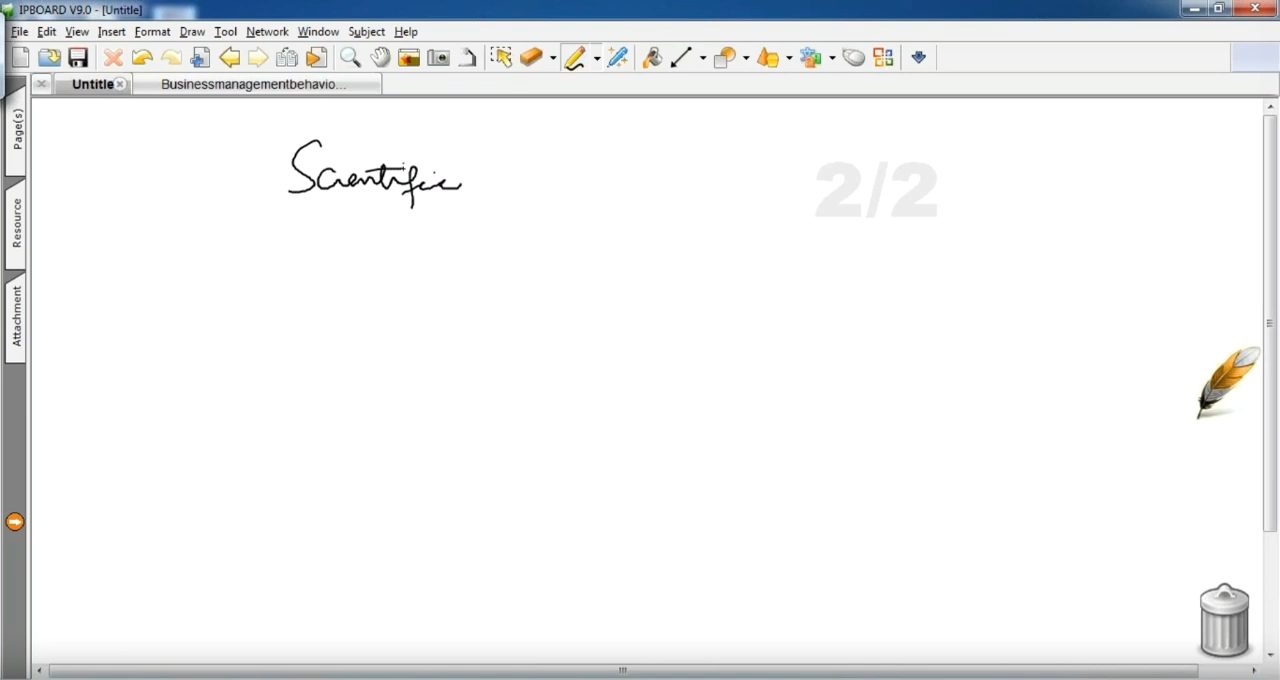 IPBOARD V9.0 - [Untitle]
File Edit View Insert Format Draw Tool Network Window Subject Help
Untitle Businessmanagementbehavio...
Page(s)
Resource
Attachment
Scientific
2/2